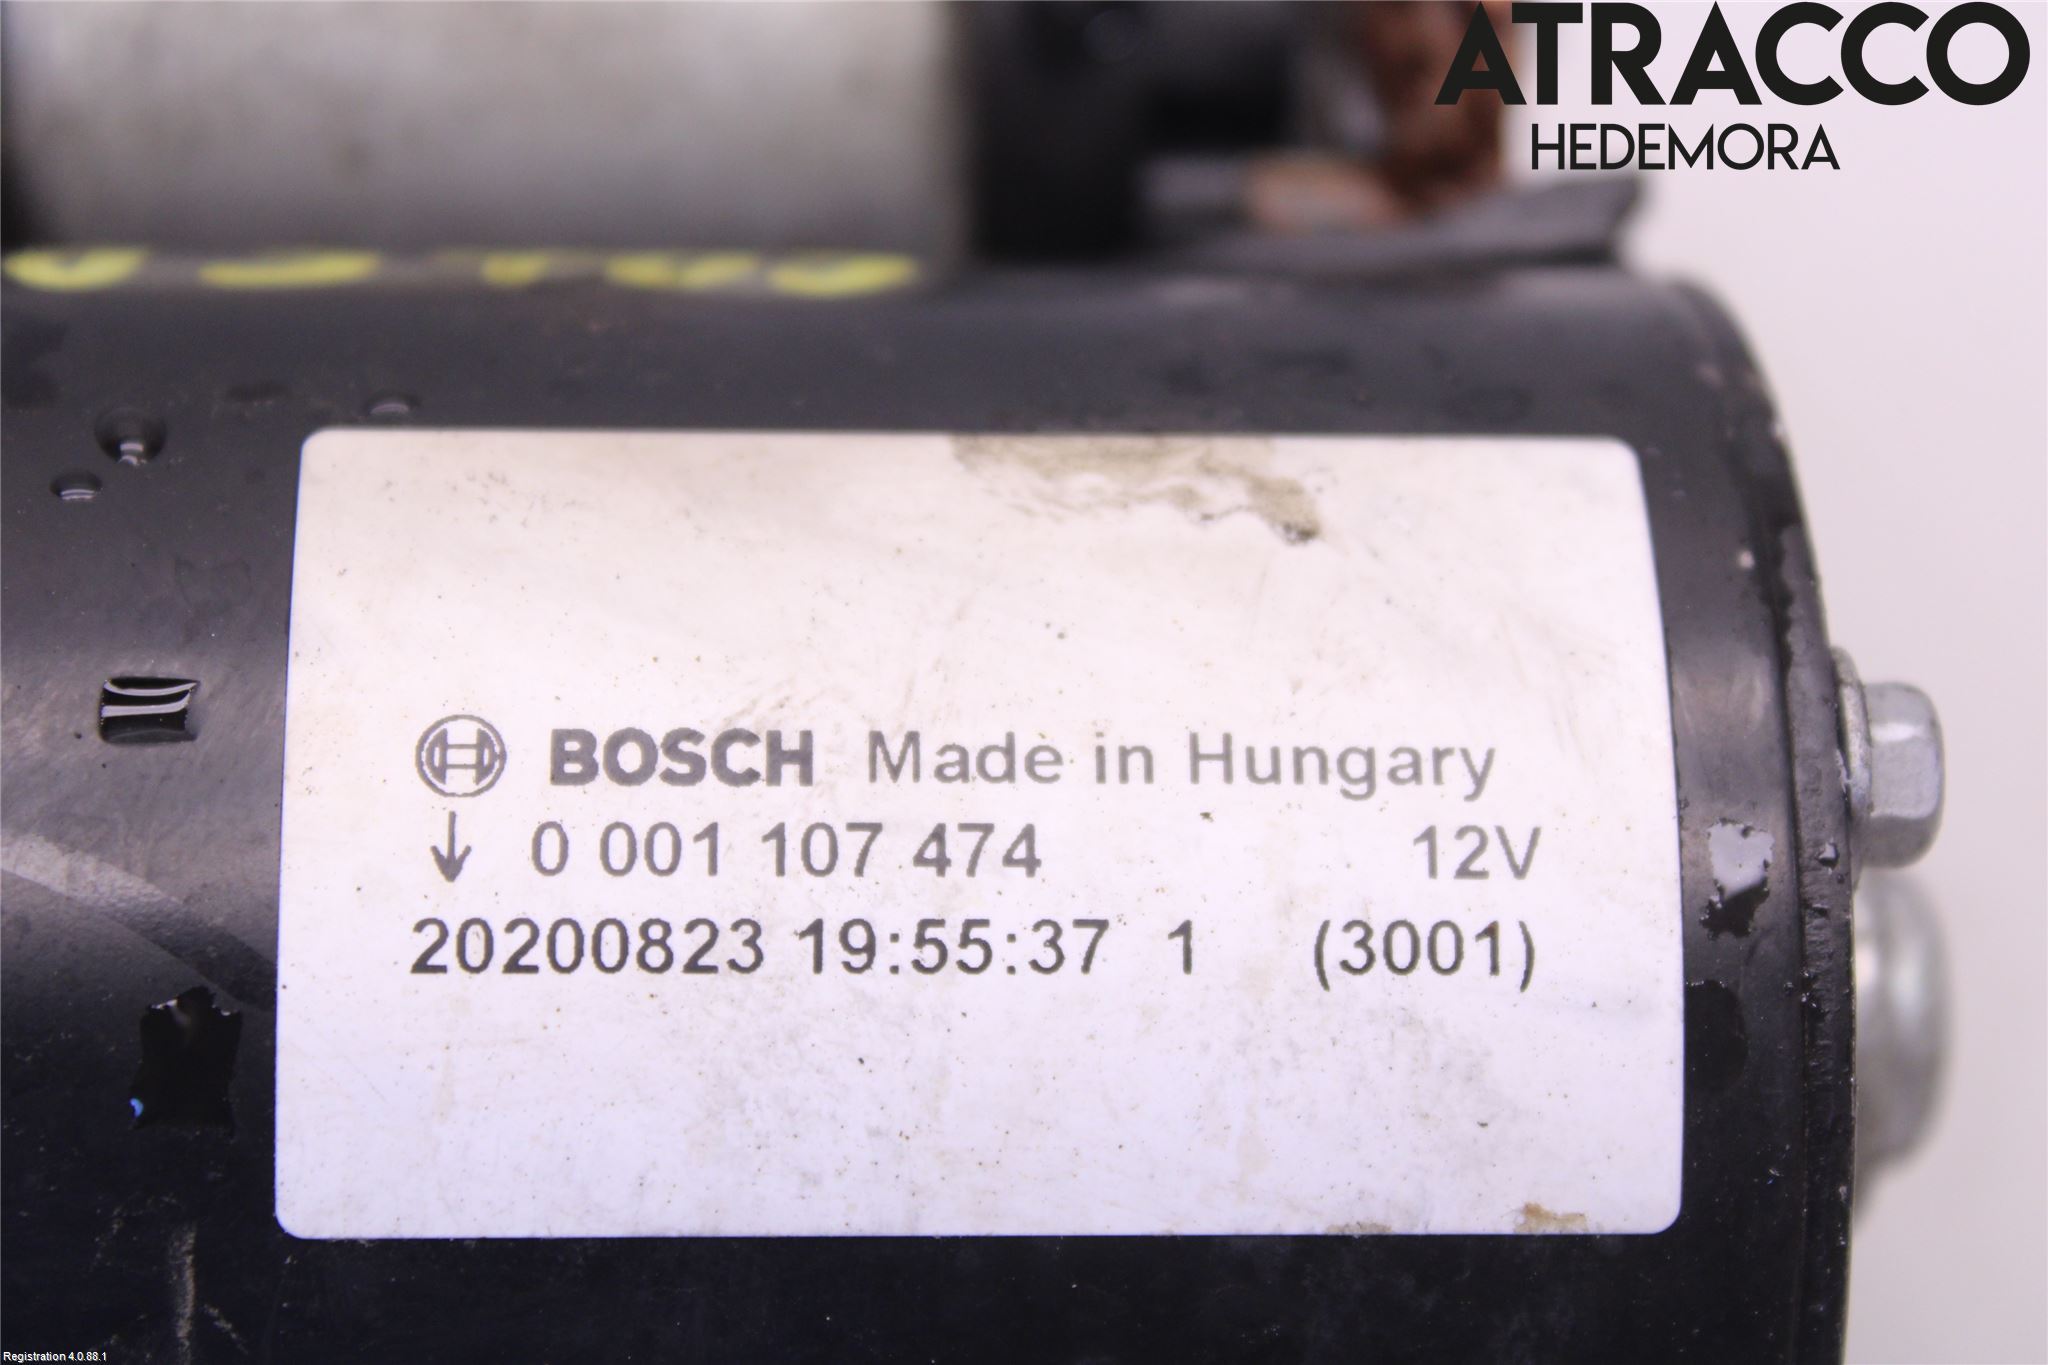 ATRACCO
HEDEMORA
BOSCH Made in Hungary
↓ 0 001 107 474 12V
20200823 19:55:37 1 (3001)
Registration 4.0.88.1